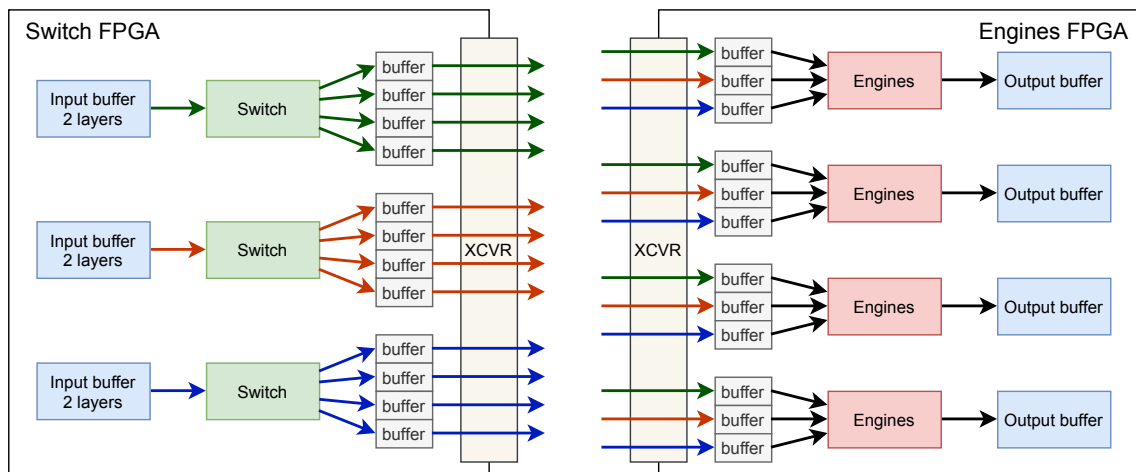 Switch FPGA
Input buffer
2 layers
Switch
buffer
buffer
buffer
buffer
Input buffer
2 layers
Switch
buffer
buffer
buffer
buffer
XCVR
Input buffer
2 layers
Switch
buffer
buffer
buffer
buffer
Engines FPGA
XCVR
buffer
buffer
buffer
Engines
Output buffer
buffer
buffer
buffer
Engines
Output buffer
buffer
buffer
buffer
Engines
Output buffer
buffer
buffer
buffer
Engines
Output buffer